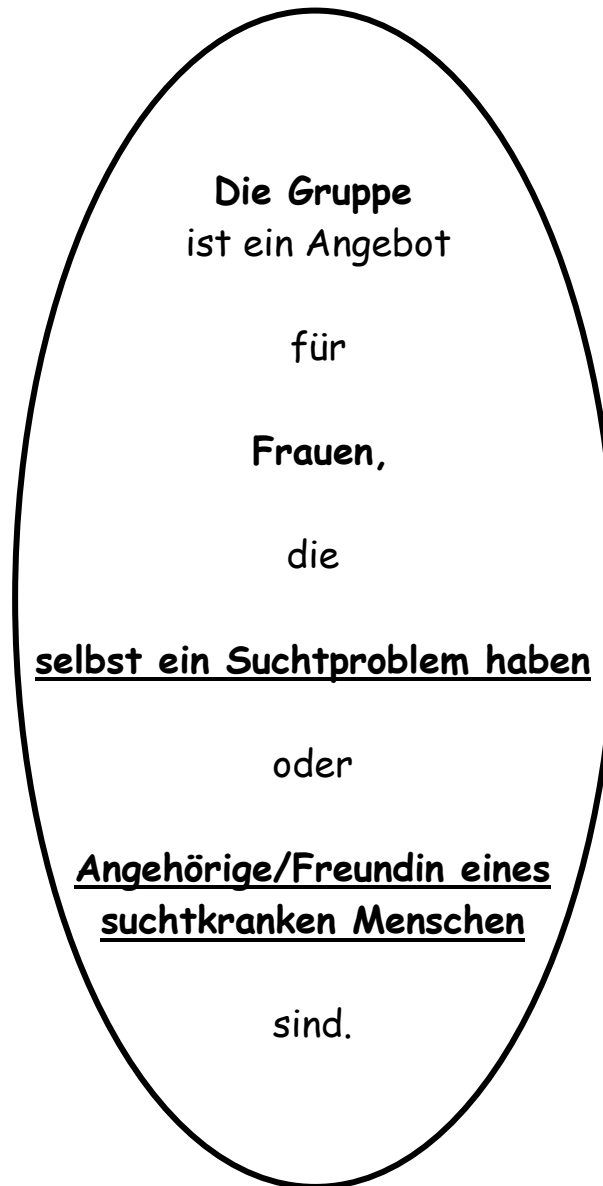 Die Gruppe
ist ein Angebot
für
Frauen,
die
selbst ein Suchtproblem haben
oder
Angehörige/Freundin eines
suchtkranken Menschen
sind.